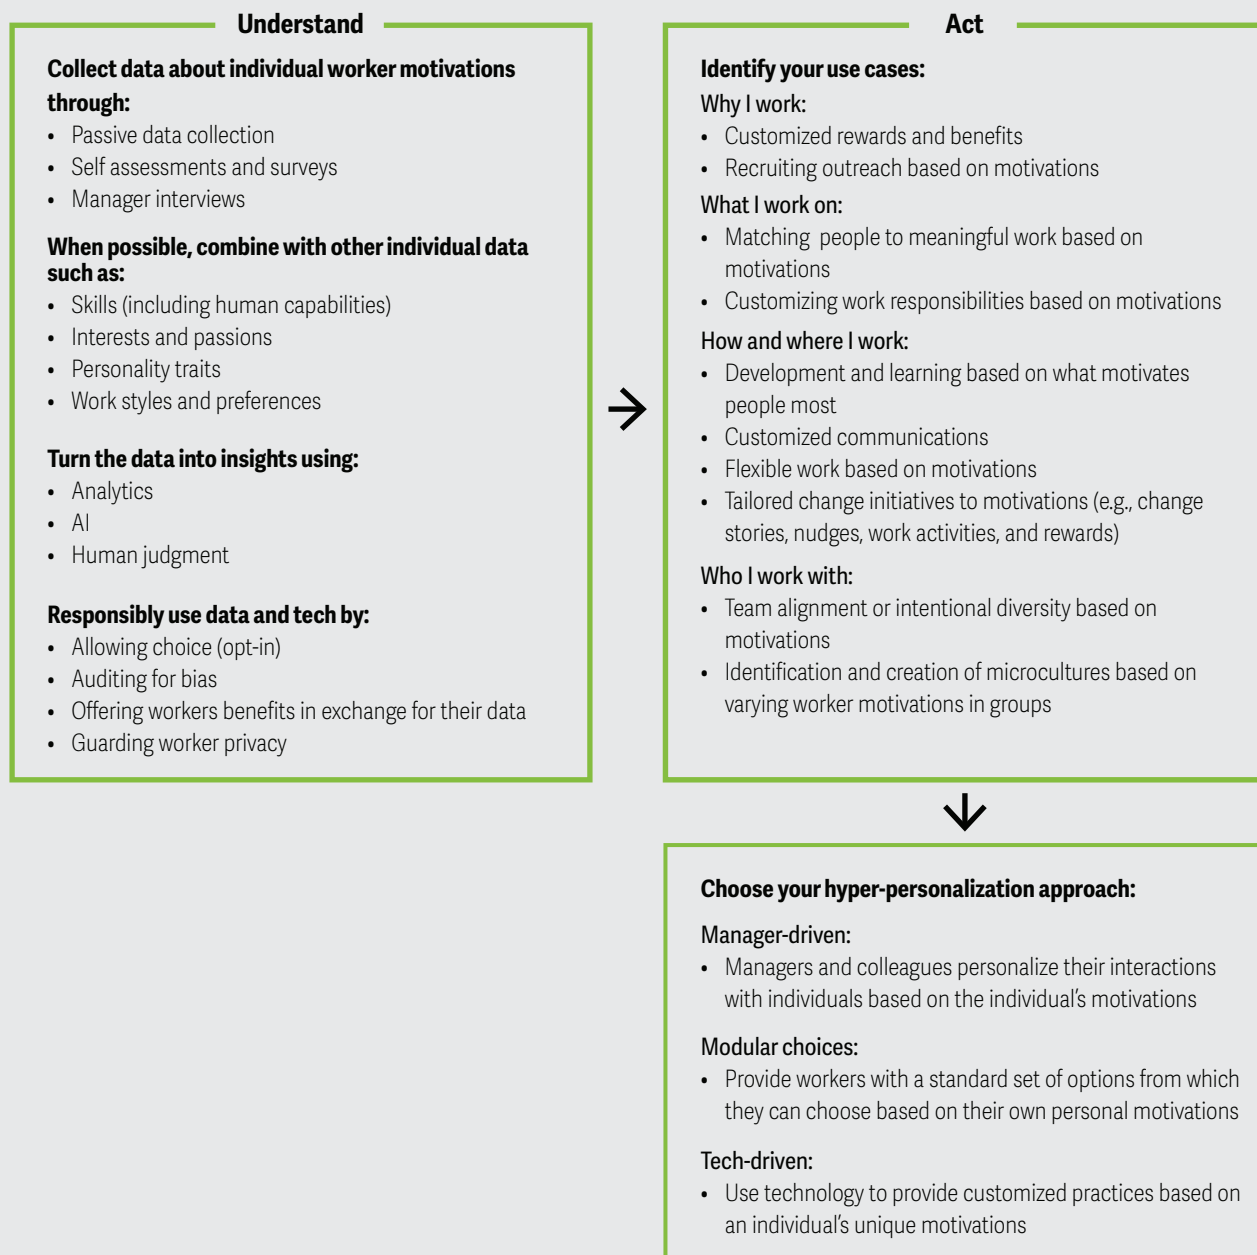 Understand
Collect data about individual worker motivations
through:
• Passive data collection
• Self assessments and surveys
• Manager interviews
When possible, combine with other individual data
such as:
• Skills (including human capabilities)
• Interests and passions
• Personality traits
• Work styles and preferences
Turn the data into insights using:
• Analytics
• AI
• Human judgment
Responsibly use data and tech by:
• Allowing choice (opt-in)
• Auditing for bias
• Offering workers benefits in exchange for their data
• Guarding worker privacy
Act
Identify your use cases:
Why I work:
• Customized rewards and benefits
• Recruiting outreach based on motivations
What I work on:
• Matching people to meaningful work based on
motivations
• Customizing work responsibilities based on motivations
How and where I work:
• Development and learning based on what motivates
people most
• Customized communications
• Flexible work based on motivations
• Tailored change initiatives to motivations (e.g., change
stories, nudges, work activities, and rewards)
Who I work with:
• Team alignment or intentional diversity based on
motivations
• Identification and creation of microcultures based on
varying worker motivations in groups
Choose your hyper-personalization approach:
Manager-driven:
• Managers and colleagues personalize their interactions
with individuals based on the individual's motivations
Modular choices:
• Provide workers with a standard set of options from which
they can choose based on their own personal motivations
Tech-driven:
• Use technology to provide customized practices based on
an individual's unique motivations